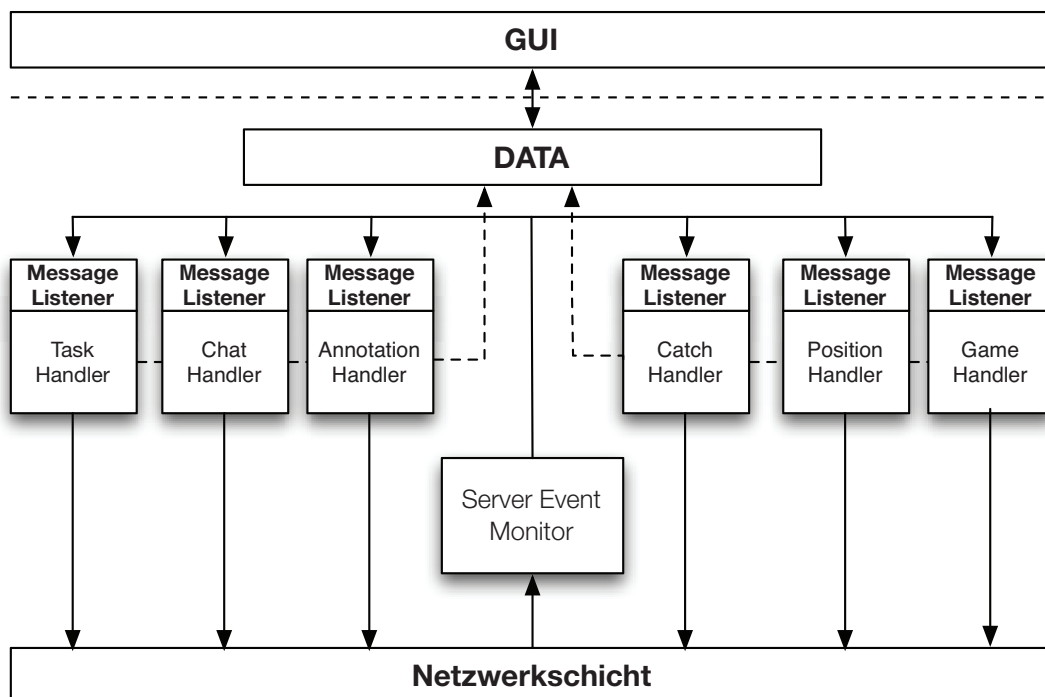 GUI
DATA
Message
Listener
Task
Handler
Message
Listener
Chat
Handler
Message
Listener
Annotation
Handler
Message
Listener
Catch
Handler
Message
Listener
Position
Handler
Message
Listener
Game
Handler
Server Event
Monitor
Netzwerkschicht